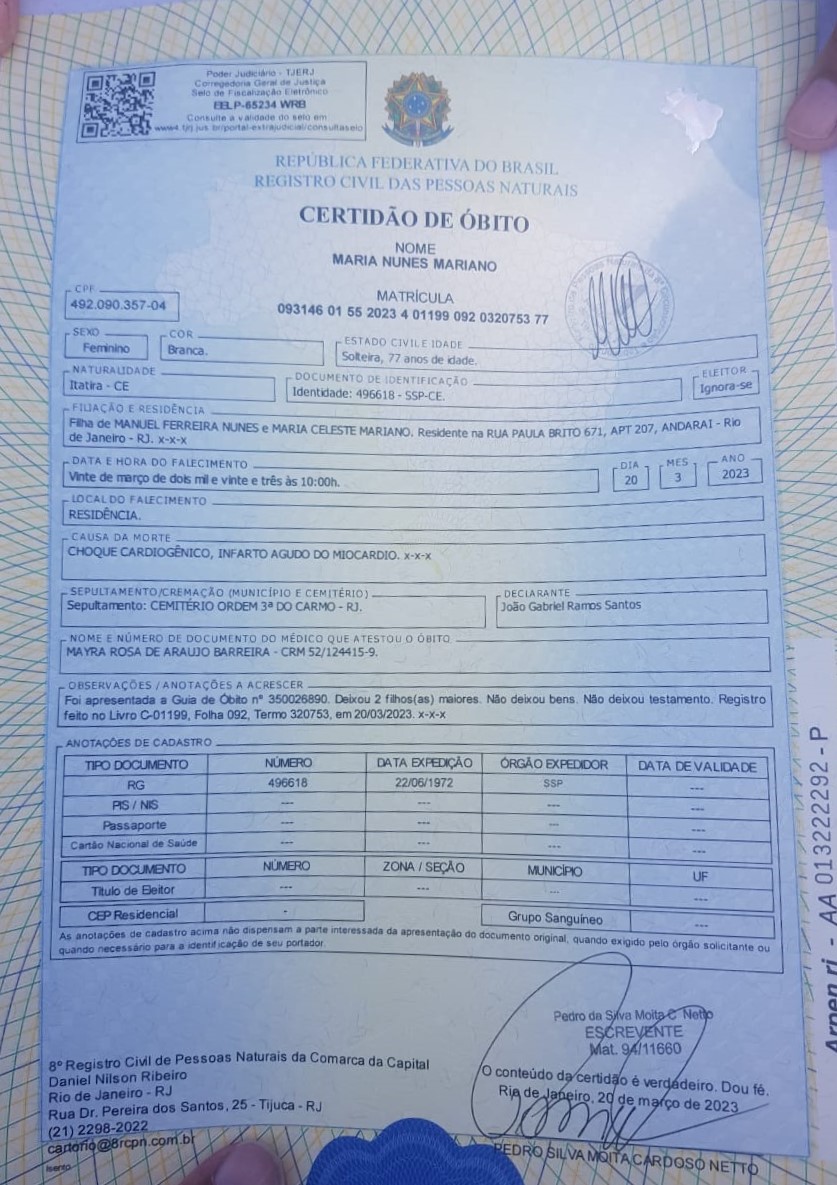 Poder Judiciário - TJERJ
Corregedoria Geral de Justiça
Selo de Fiscalização Eletrônico
EELP-65234 WRB
Consulte a validade do selo em
www4.tjrj.jus.br/portal-extrajudicial/consultaselo
REPÚBLICA FEDERATIVA DO BRASIL
REGISTRO CIVIL DAS PESSOAS NATURAIS
CERTIDÃO DE ÓBITO
NOME
MARIA NUNES MARIANO
CPF
492.090.357-04
MATRÍCULA
093146 01 55 2023 4 01199 092 0320753 77
SEXO COR ESTADO CIVIL E IDADE
Feminino Branca. Solteira, 77 anos de idade.
NATURALIDADE DOCUMENTO DE IDENTIFICAÇÃO ELEITOR
Itatira - CE Identidade: 496618 - SSP-CE. Ignora-se
FILIAÇÃO E RESIDÊNCIA
Filha de MANUEL FERREIRA NUNES e MARIA CELESTE MARIANO. Residente na RUA PAULA BRITO 671, APT 207, ANDARAI - Rio
de Janeiro - RJ. x-x-x
DATA E HORA DO FALECIMENTO DIA MES ANO
Vinte de março de dois mil e vinte e três às 10:00h. 20 3 2023
LOCAL DO FALECIMENTO
RESIDÊNCIA.
CAUSA DA MORTE
CHOQUE CARDIOGÊNICO, INFARTO AGUDO DO MIOCARDIO. x-x-x
SEPULTAMENTO/CREMAÇÃO (MUNICÍPIO E CEMITÉRIO) DECLARANTE
Sepultamento: CEMITÉRIO ORDEM 3ª DO CARMO - RJ. João Gabriel Ramos Santos
NOME E NÚMERO DE DOCUMENTO DO MÉDICO QUE ATESTOU O ÓBITO
MAYRA ROSA DE ARAUJO BARREIRA - CRM 52/124415-9.
OBSERVAÇÕES / ANOTAÇÕES A ACRESCER
Foi apresentada a Guia de Óbito nº 350026890. Deixou 2 filhos(as) maiores. Não deixou bens. Não deixou testamento. Registro
feito no Livro C-01199, Folha 092, Termo 320753, em 20/03/2023. x-x-x
ANOTAÇÕES DE CADASTRO
TIPO DOCUMENTO NÚMERO DATA EXPEDIÇÃO ÓRGÃO EXPEDIDOR DATA DE VALIDADE
RG 496618 22/06/1972 SSP ---
PIS / NIS --- --- --- ---
Passaporte --- --- --- ---
Cartão Nacional de Saúde --- --- --- ---
TIPO DOCUMENTO NÚMERO ZONA / SEÇÃO MUNICÍPIO UF
Título de Eleitor --- --- --- ---
CEP Residencial - Grupo Sanguíneo ---
As anotações de cadastro acima não dispensam a parte interessada da apresentação do documento original, quando exigido pelo órgão solicitante ou
quando necessário para a identificação de seu portador.
Pedro da Silva Moita C Netto
ESCREVENTE
Mat. 94/11660
8º Registro Civil de Pessoas Naturais da Comarca da Capital
Daniel Nilson Ribeiro
Rio de Janeiro - RJ
Rua Dr. Pereira dos Santos, 25 - Tijuca - RJ
(21) 2298-2022
cartorio@8rcpn.com.br
Isento
O conteúdo da certidão é verdadeiro. Dou fé.
Rio de Janeiro, 20 de março de 2023
PEDRO SILVA MOITA CARDOSO NETTO
Arpen rj - AA 0132222292 - P